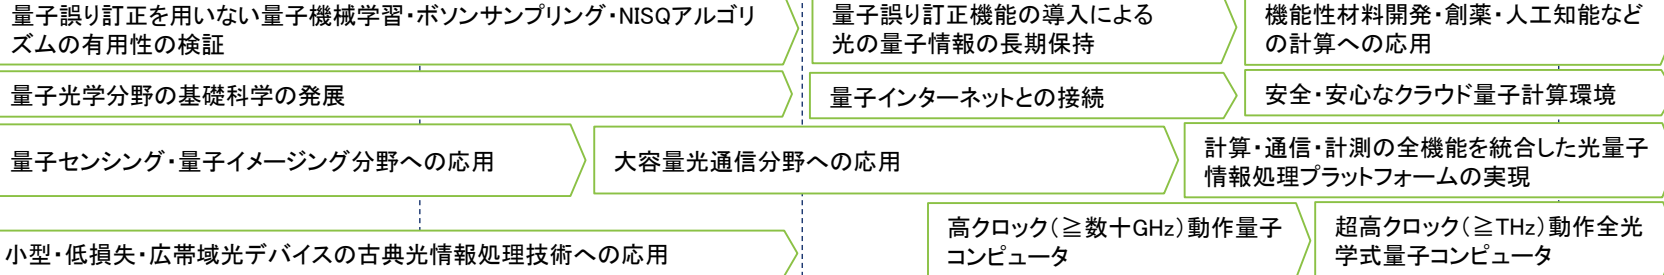 量子誤り訂正を用いない量子機械学習・ボソンサンプリング・NISQアルゴリ
ズムの有用性の検証
量子誤り訂正機能の導入による
光の量子情報の長期保持
機能性材料開発・創薬・人工知能など
の計算への応用
量子光学分野の基礎科学の発展
量子インターネットとの接続
安全・安心なクラウド量子計算環境
量子センシング・量子イメージング分野への応用
大容量光通信分野への応用
計算・通信・計測の全機能を統合した光量子
情報処理プラットフォームの実現
小型・低損失・広帯域光デバイスの古典光情報処理技術への応用
高クロック(≧数十GHz)動作量子
コンピュータ
超高クロック(≧THz)動作全光
学式量子コンピュータ